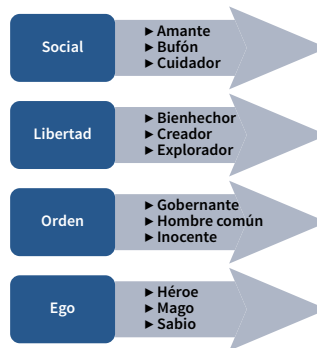 Social
► Amante
► Bufón
► Cuidador
Libertad
► Bienhechor
► Creador
► Explorador
Orden
► Gobernante
► Hombre común
► Inocente
Ego
► Héroe
► Mago
► Sabio